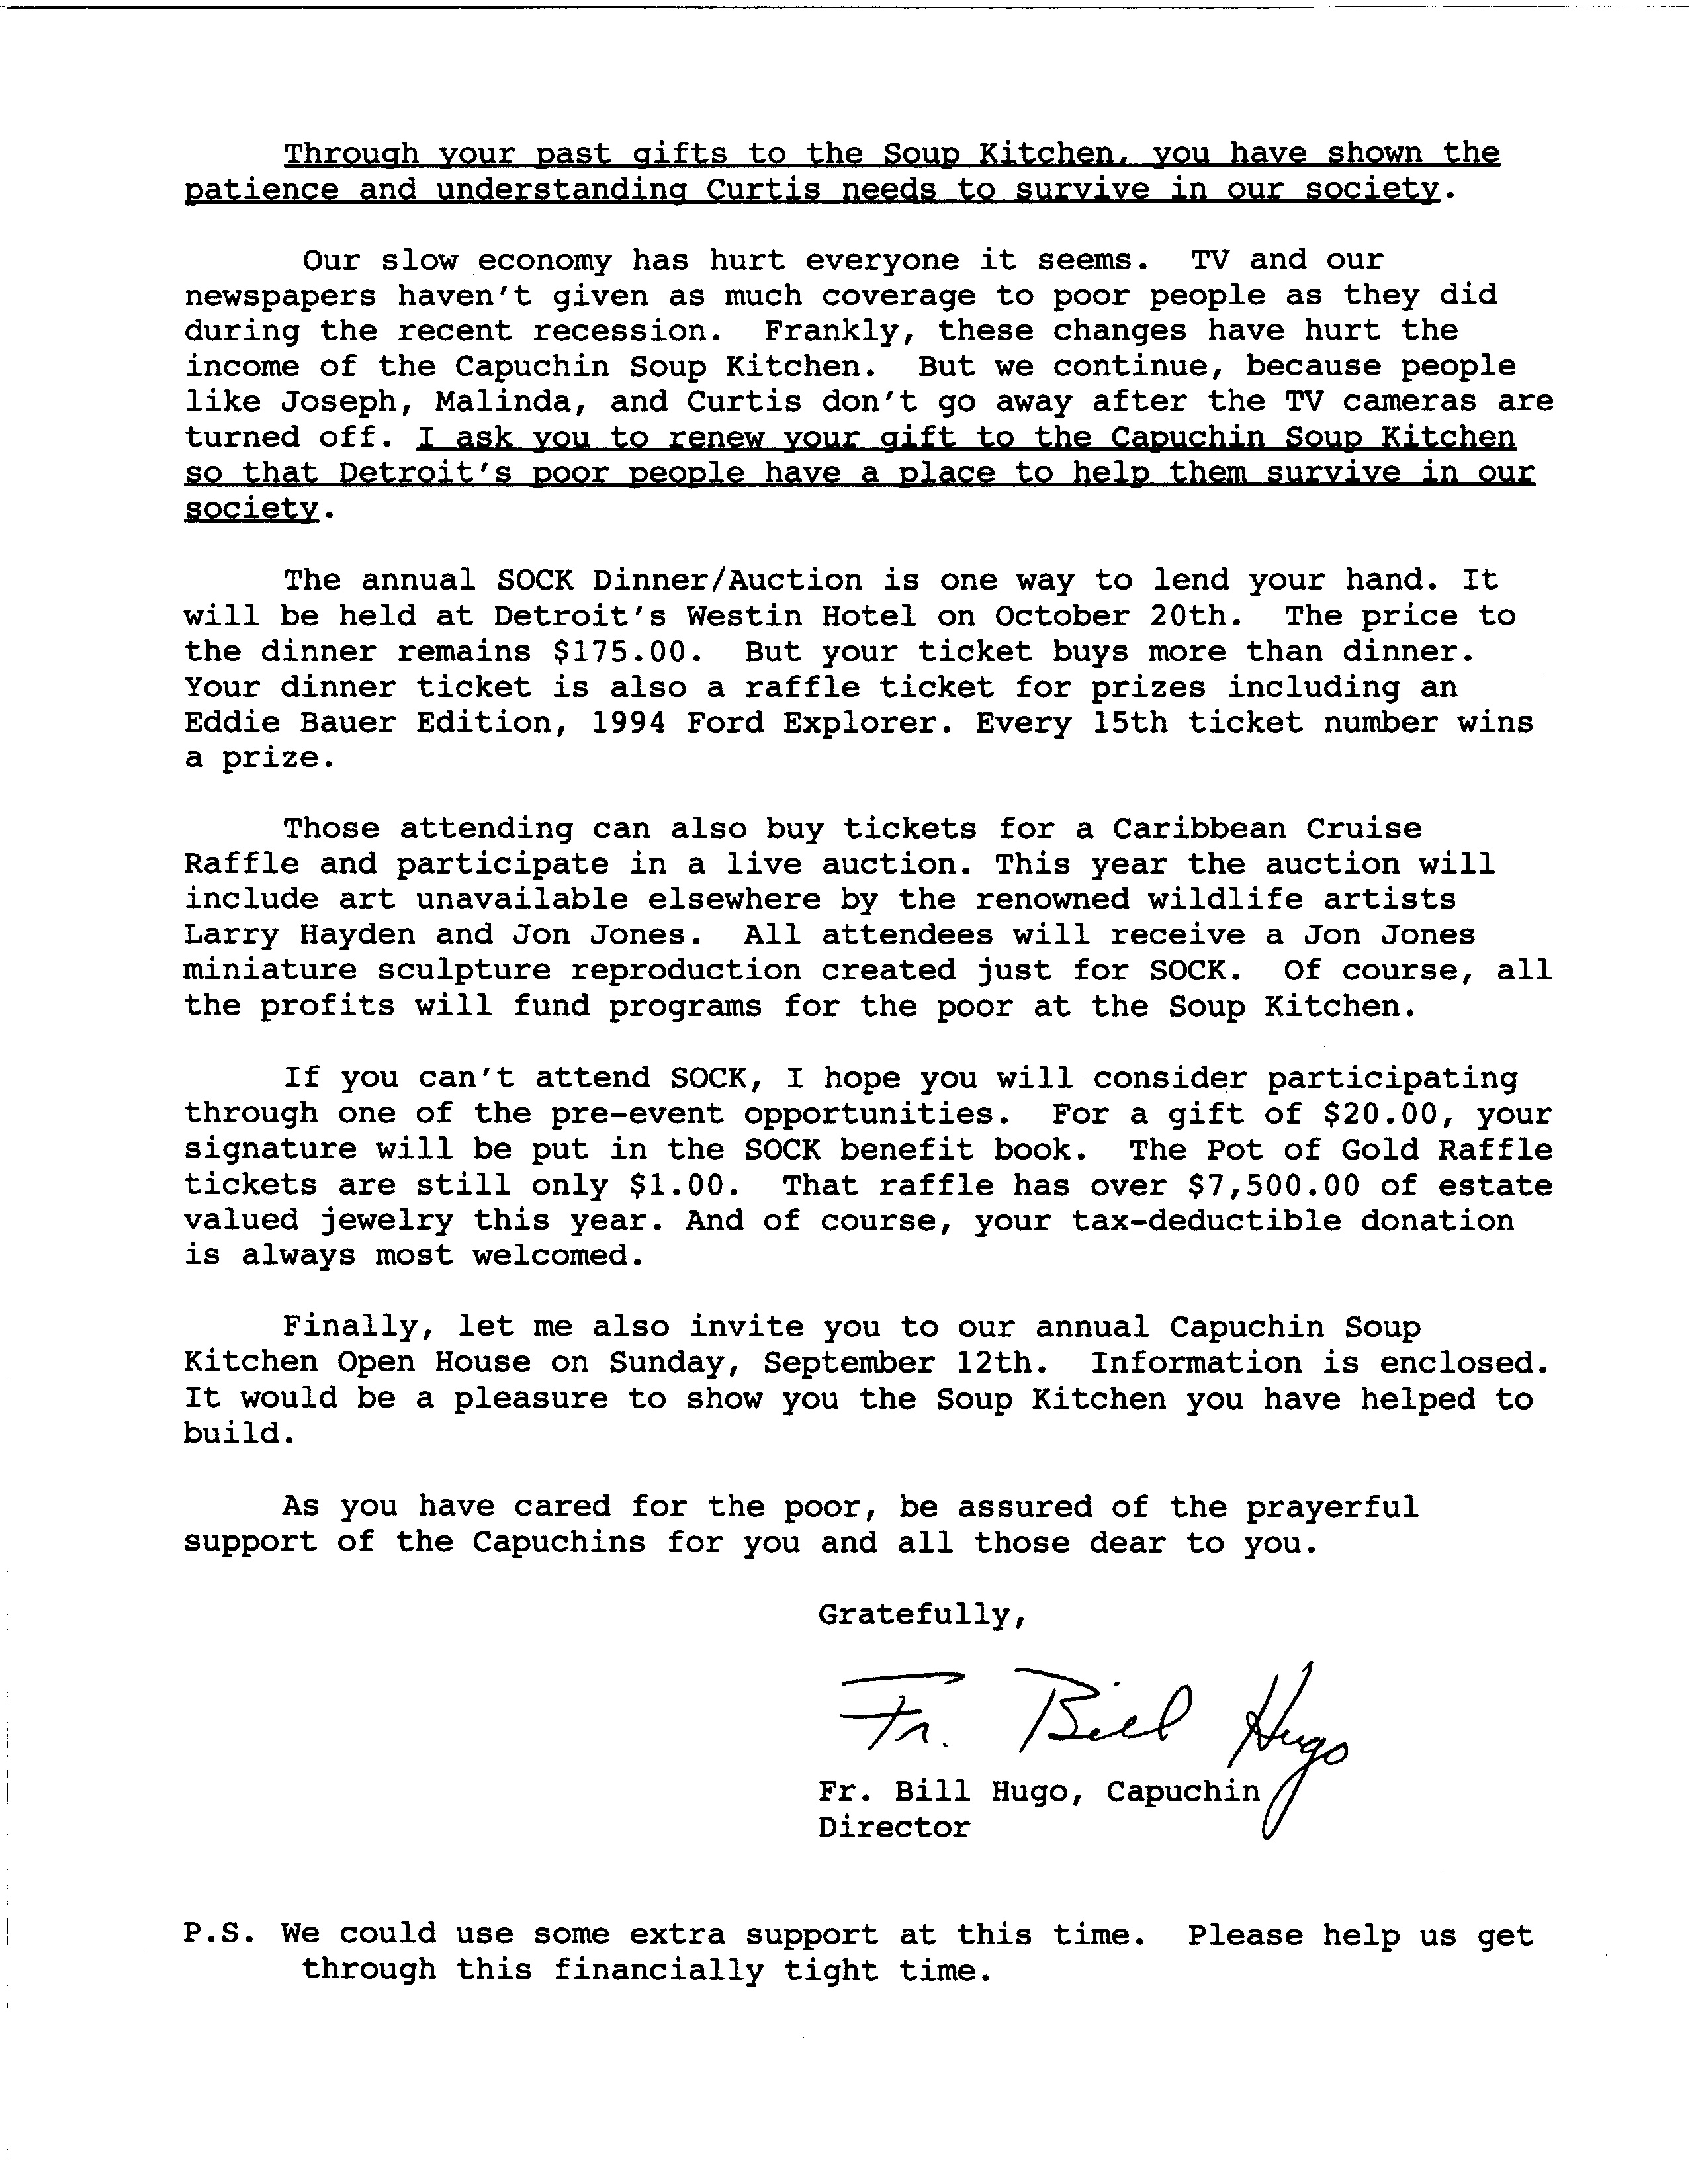 Through your past gifts to the Soup Kitchen, you have shown the
patience and understanding Curtis needs to survive in our society.
Our slow economy has hurt everyone it seems. TV and our
newspapers haven't given as much coverage to poor people as they did
during the recent recession. Frankly, these changes have hurt the
income of the Capuchin Soup Kitchen. But we continue, because people
like Joseph, Malinda, and Curtis don't go away after the TV cameras are
turned off. I ask you to renew your gift to the Capuchin Soup Kitchen
so that Detroit's poor people have a place to help them survive in our
society.
The annual SOCK Dinner/Auction is one way to lend your hand. It
will be held at Detroit's Westin Hotel on October 20th. The price to
the dinner remains $175.00. But your ticket buys more than dinner.
Your dinner ticket is also a raffle ticket for prizes including an
Eddie Bauer Edition, 1994 Ford Explorer. Every 15th ticket number wins
a prize.
Those attending can also buy tickets for a Caribbean Cruise
Raffle and participate in a live auction. This year the auction will
include art unavailable elsewhere by the renowned wildlife artists
Larry Hayden and Jon Jones. All attendees will receive a Jon Jones
miniature sculpture reproduction created just for SOCK. Of course, all
the profits will fund programs for the poor at the Soup Kitchen.
If you can't attend SOCK, I hope you will consider participating
through one of the pre-event opportunities. For a gift of $20.00, your
signature will be put in the SOCK benefit book. The Pot of Gold Raffle
tickets are still only $1.00. That raffle has over $7,500.00 of estate
valued jewelry this year. And of course, your tax-deductible donation
is always most welcomed.
Finally, let me also invite you to our annual Capuchin Soup
Kitchen Open House on Sunday, September 12th. Information is enclosed.
It would be a pleasure to show you the Soup Kitchen you have helped to
build.
As you have cared for the poor, be assured of the prayerful
support of the Capuchins for you and all those dear to you.
Gratefully,
Fr. Bill Hugo
Fr. Bill Hugo, Capuchin
Director
P.S. We could use some extra support at this time. Please help us get
through this financially tight time.